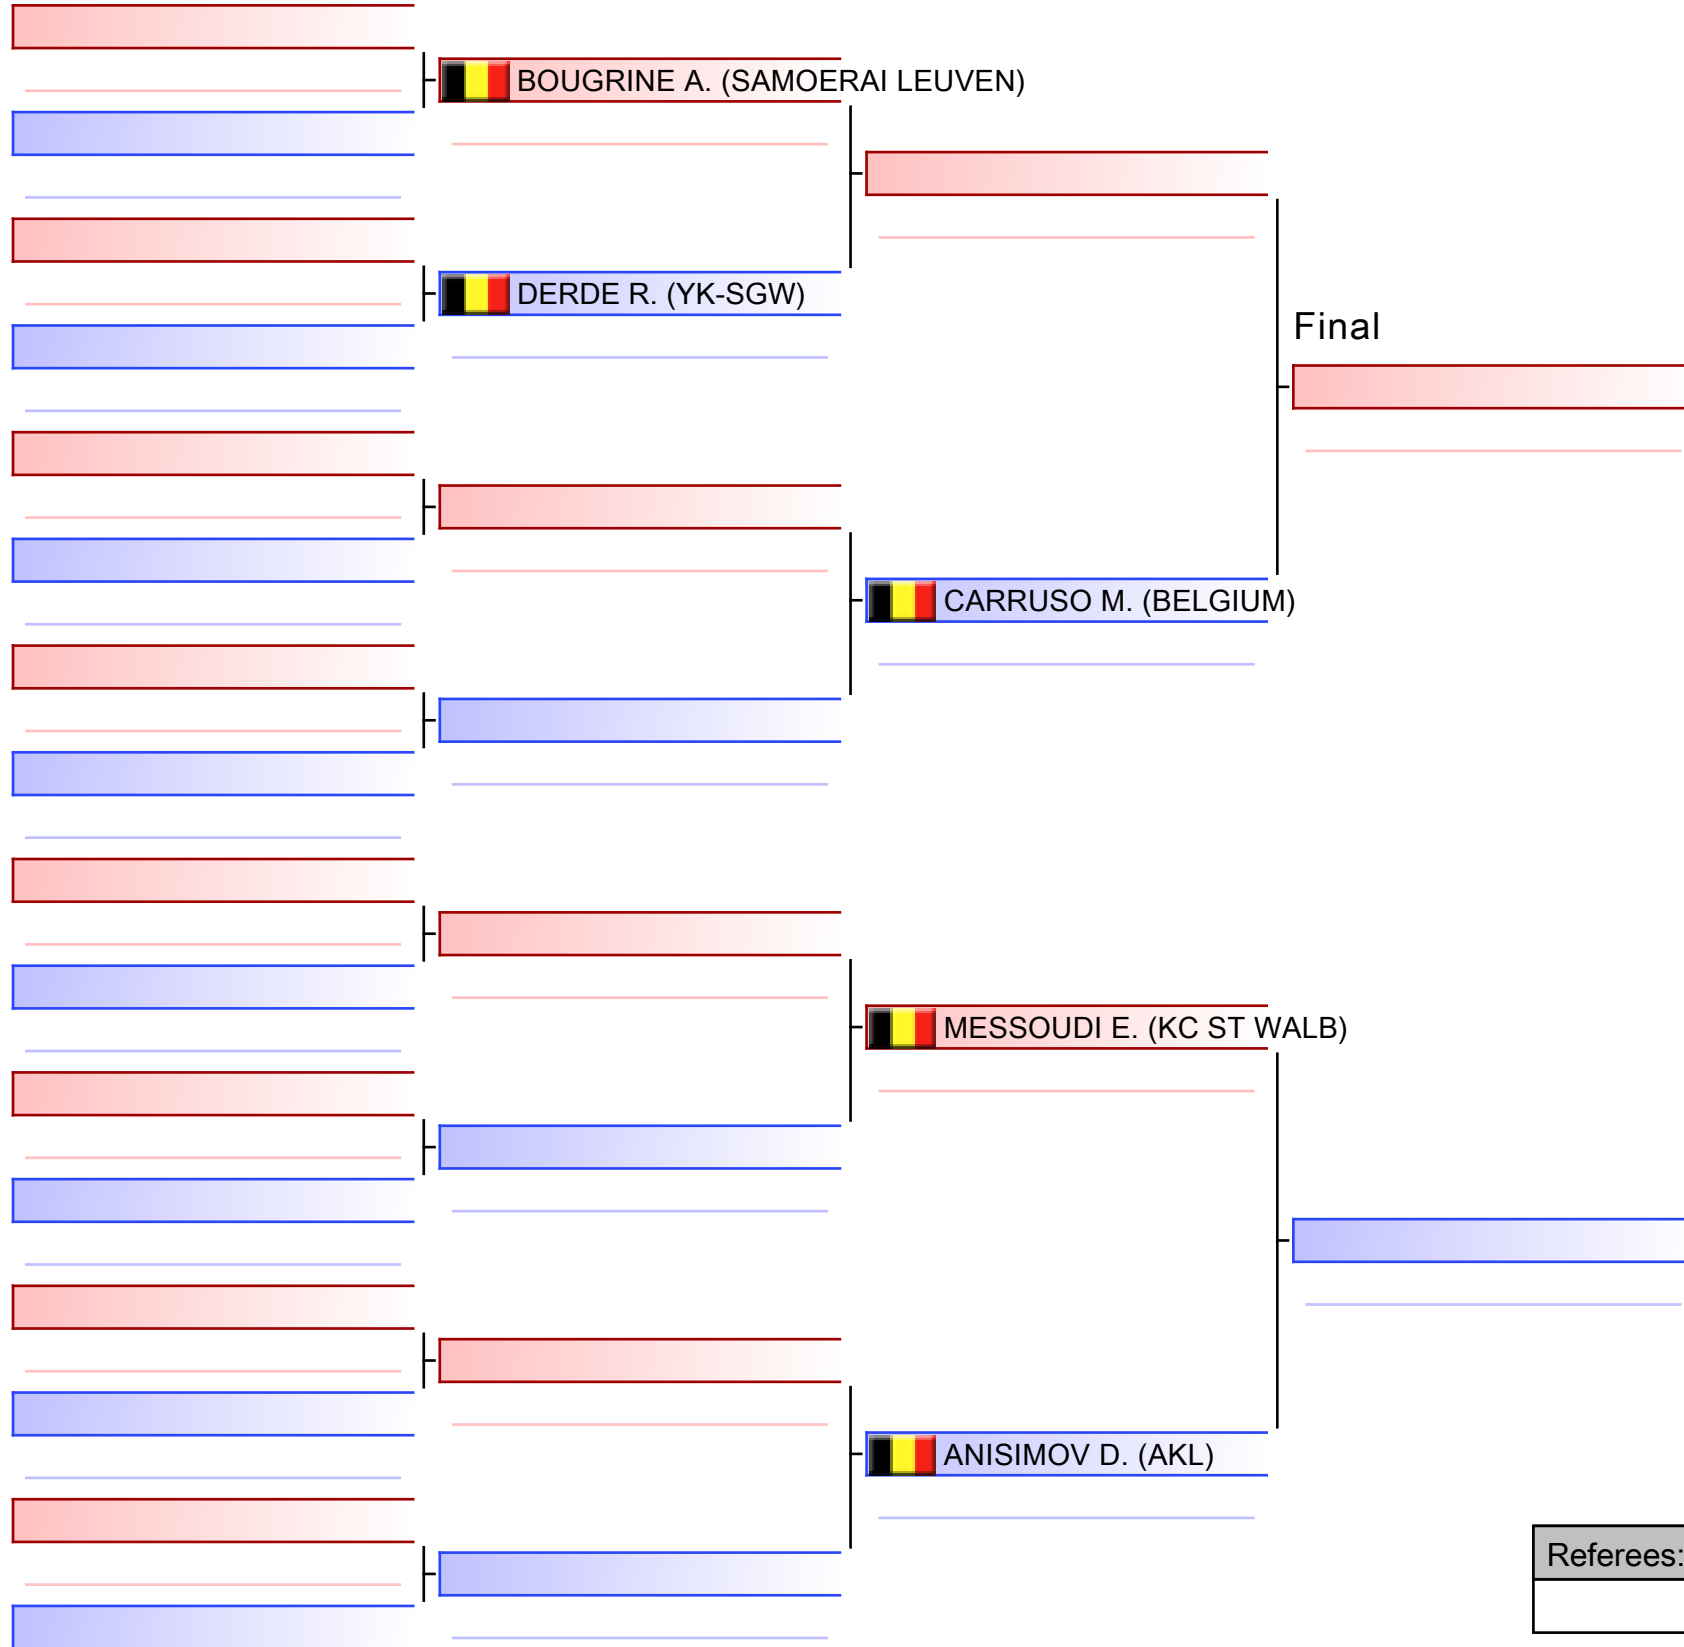 BOUGRINE A. (SAMOERAI LEUVEN)
DERDE R. (YK-SGW)
Final
CARRUSO M. (BELGIUM)
MESSOUDI E. (KC ST WALB)
ANISIMOV D. (AKL)
Referees: